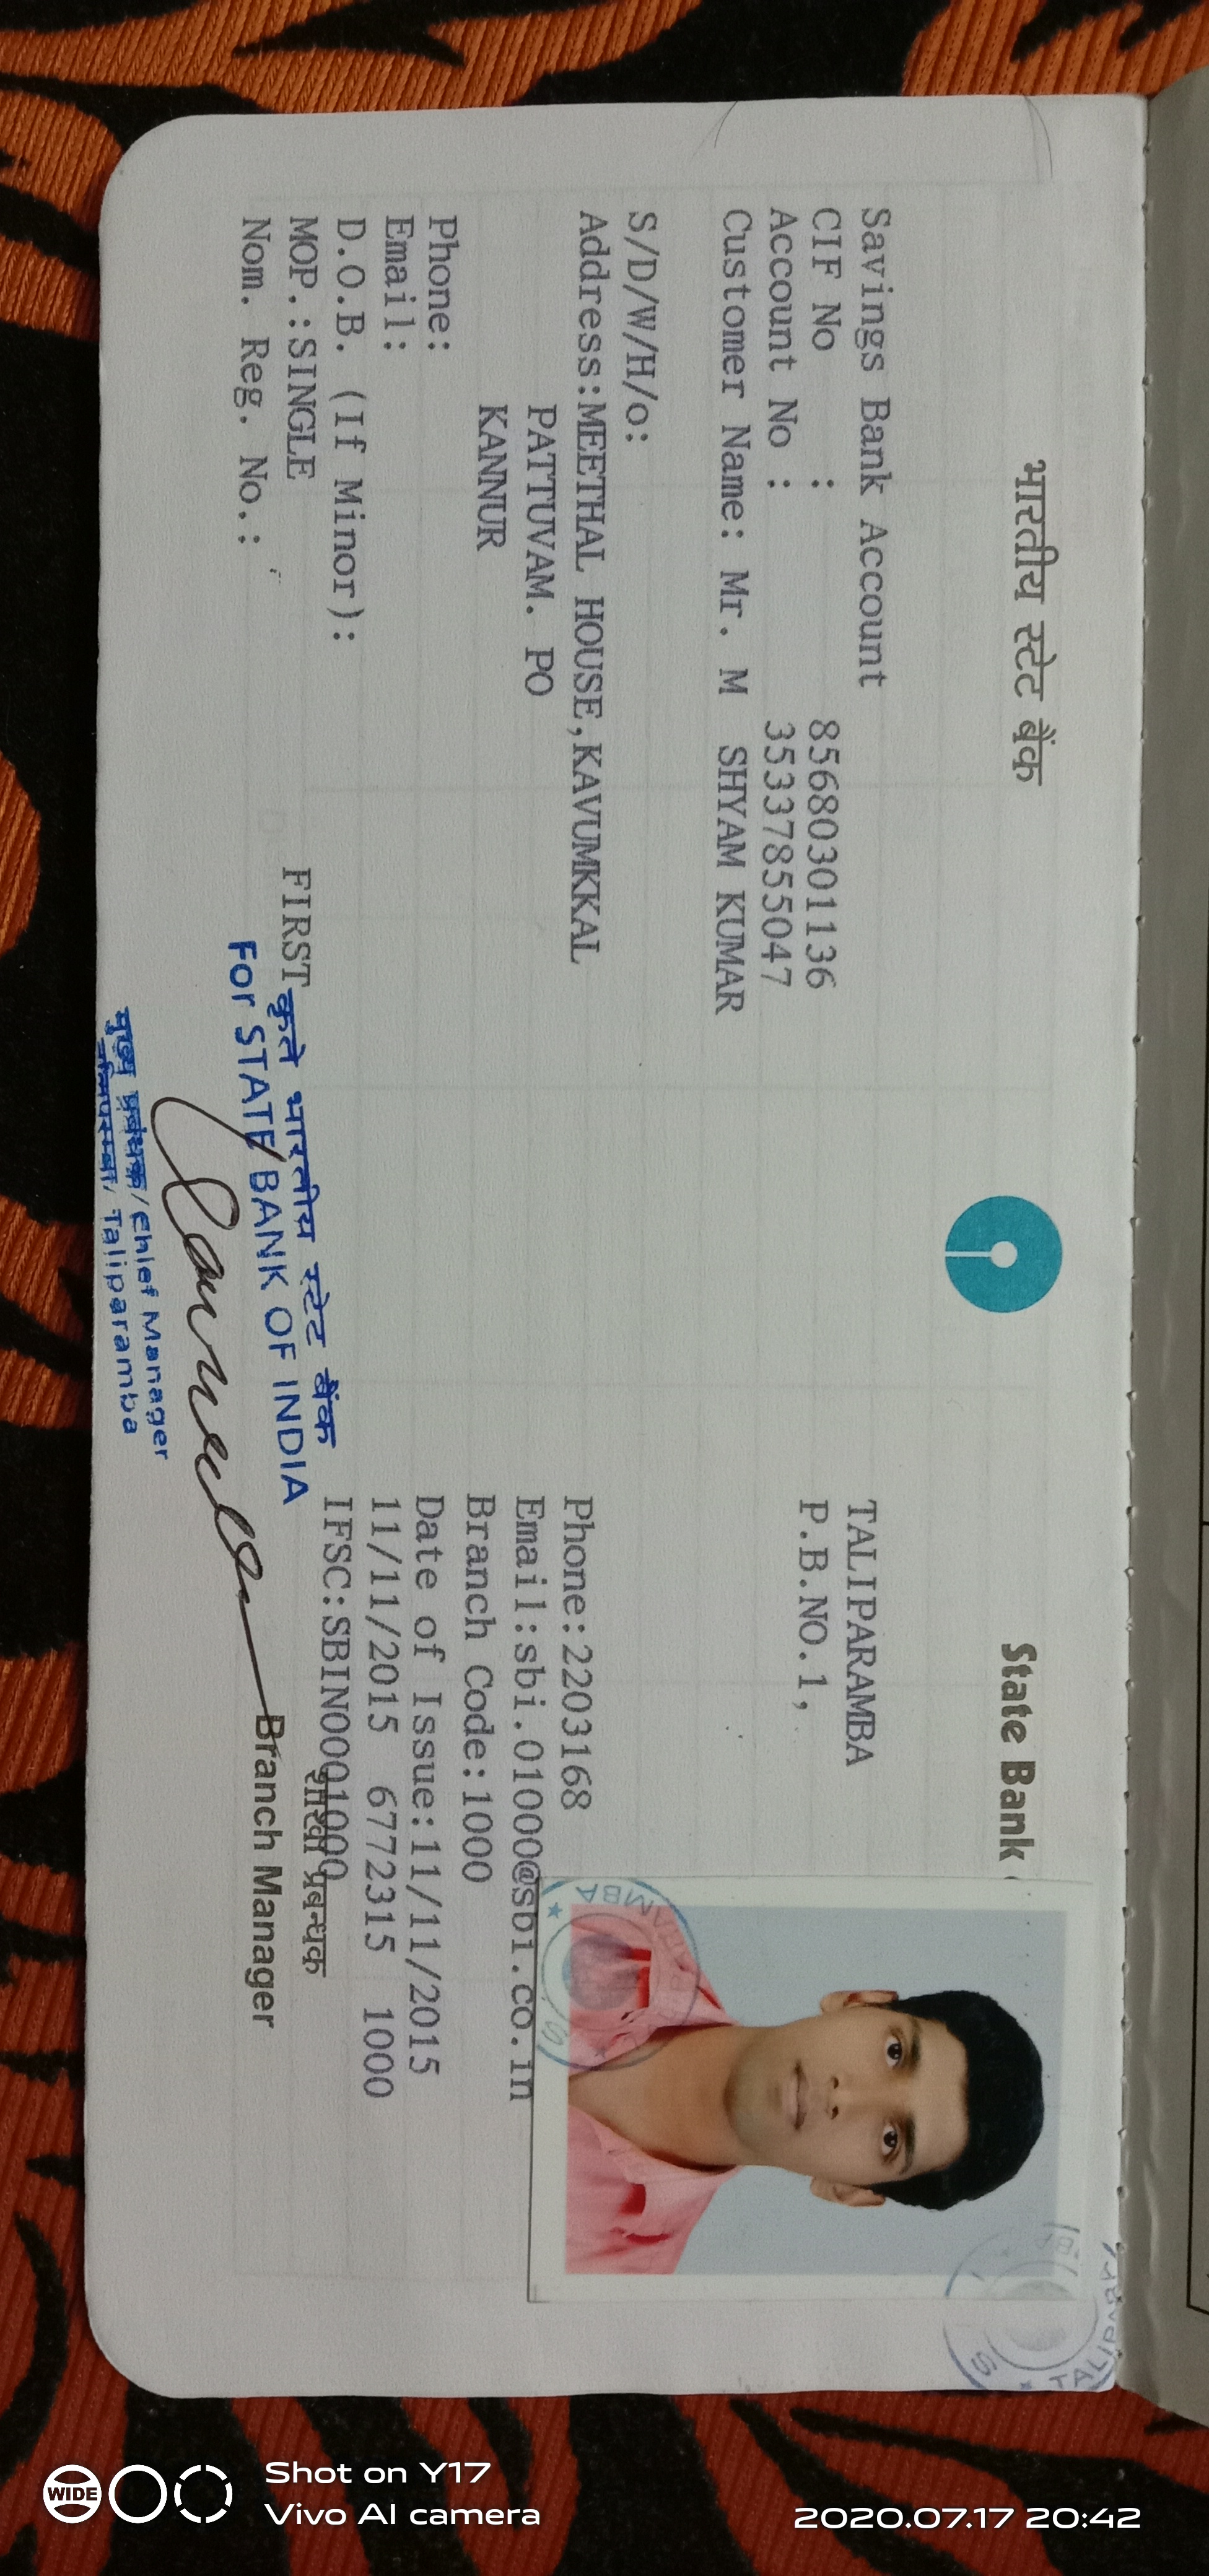 भारतीय स्टेट बैंक
State Bank
Savings Bank Account
CIF No : 85680301136
Account No : 35337855047
Customer Name: Mr. M SHYAM KUMAR
S/D/W/H/o:
Address:MEETHAL HOUSE,KAVUMKKAL
PATTUVAM. PO
KANNUR
Phone:
Email:
D.O.B. (If Minor):
MOP.:SINGLE
Nom. Reg. No.:
TALIPARAMBA
P.B.NO.1,
Phone:2203168
Email:sbi.01000@sbi.co.in
Branch Code:1000
Date of Issue:11/11/2015
11/11/2015 6772315 1000
IFSC:SBIN0001000
FIRST
कृते भारतीय स्टेट बैंक
For STATE BANK OF INDIA
शाखा प्रबन्धक
Branch Manager
मुख्य प्रबंधक/Chief Manager
Taliparamba
WIDE
Shot on Y17
Vivo AI camera
2020.07.17 20:42